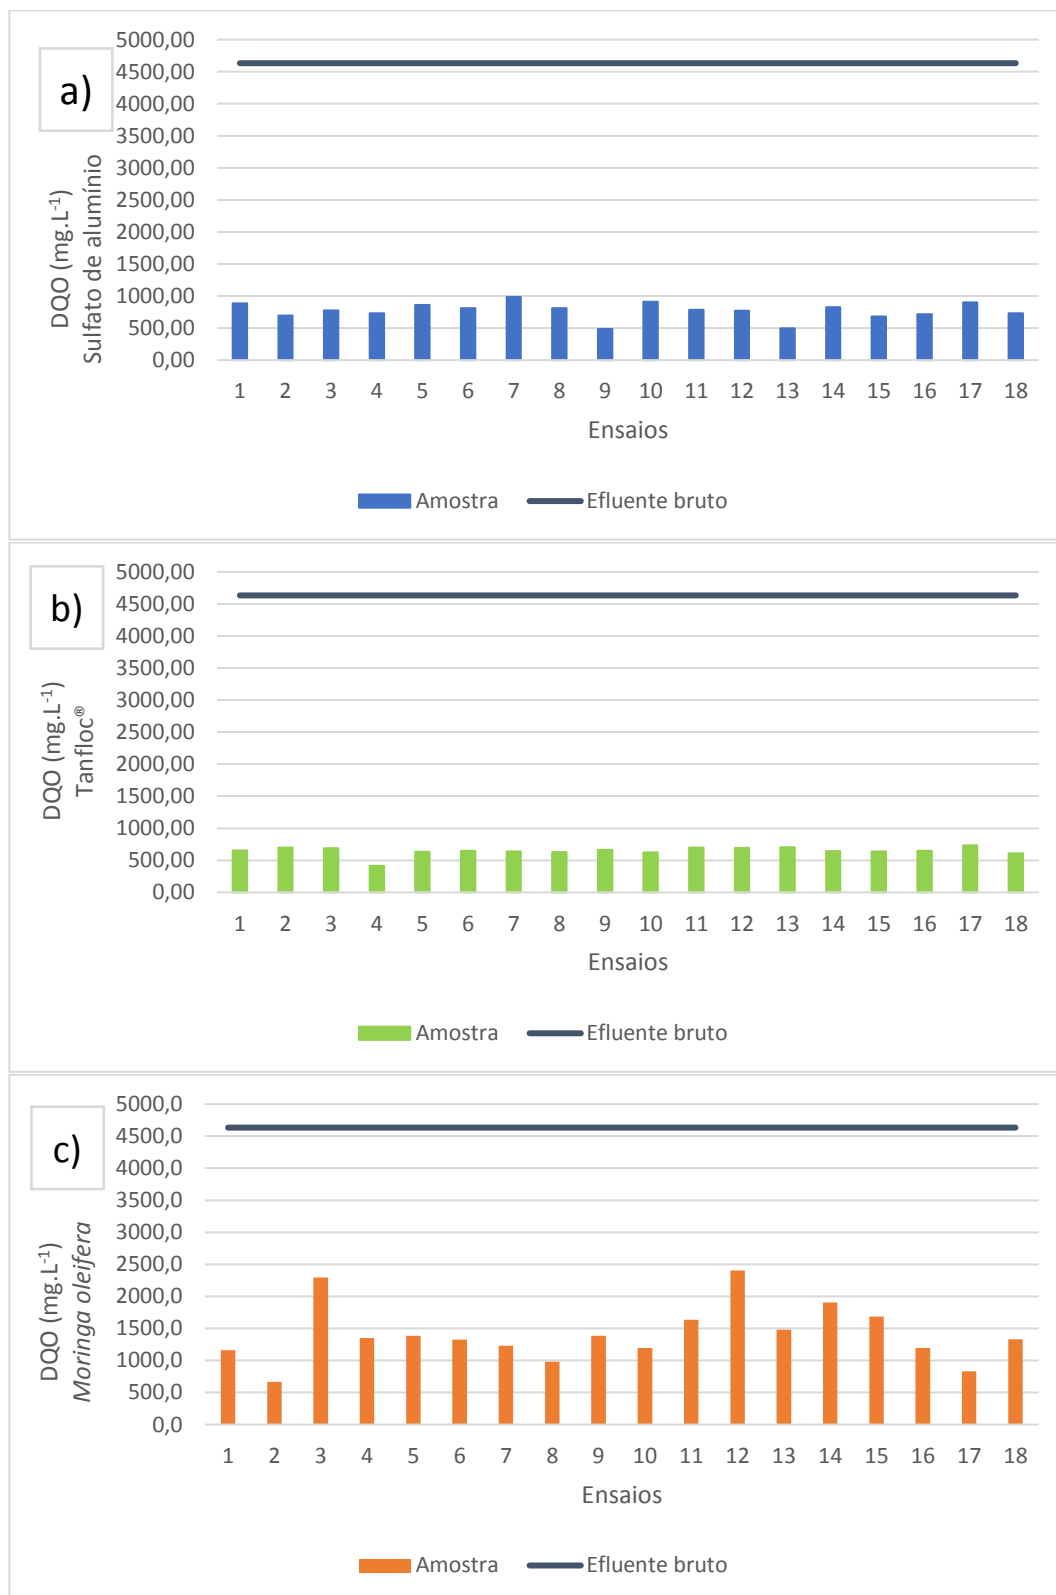 a)
DQO (mg.L-1)
Sulfato de alumínio
5000,00
4500,00
4000,00
3500,00
3000,00
2500,00
2000,00
1500,00
1000,00
500,00
0,00
1 2 3 4 5 6 7 8 9 10 11 12 13 14 15 16 17 18
Ensaios
Amostra Efluente bruto
b)
DQO (mg.L-1)
Tanfloc®
5000,00
4500,00
4000,00
3500,00
3000,00
2500,00
2000,00
1500,00
1000,00
500,00
0,00
1 2 3 4 5 6 7 8 9 10 11 12 13 14 15 16 17 18
Ensaios
Amostra Efluente bruto
c)
DQO (mg.L-1)
Moringa oleifera
5000,0
4500,0
4000,0
3500,0
3000,0
2500,0
2000,0
1500,0
1000,0
500,0
0,0
1 2 3 4 5 6 7 8 9 10 11 12 13 14 15 16 17 18
Ensaios
Amostra Efluente bruto